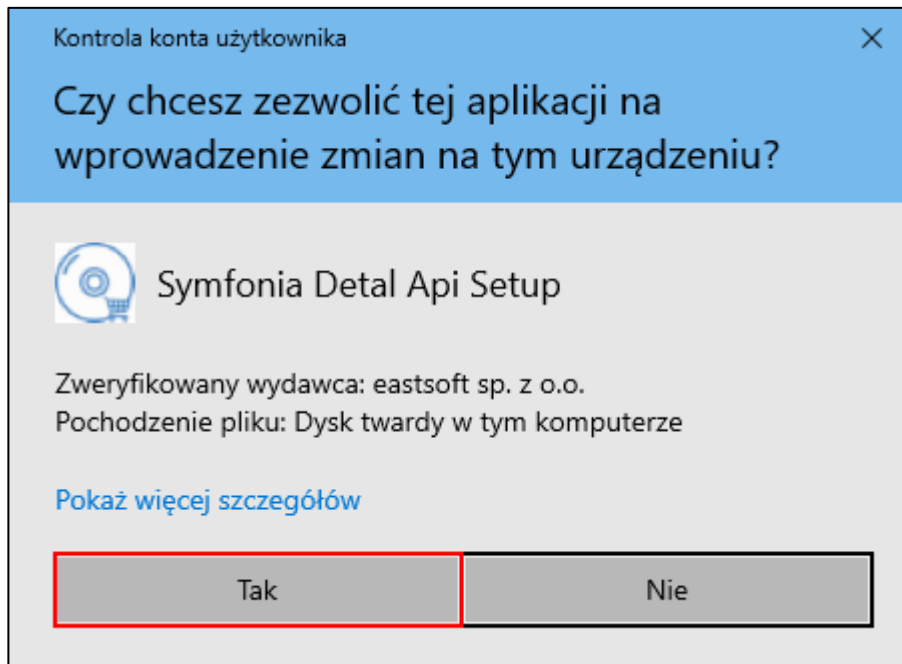 Kontrola konta użytkownika
Czy chcesz zezwolić tej aplikacji na
wprowadzenie zmian na tym urządzeniu?
Symfonia Detal Api Setup
Zweryfikowany wydawca: eastsoft sp. z o.o.
Pochodzenie pliku: Dysk twardy w tym komputerze
Pokaż więcej szczegółów
Tak
Nie